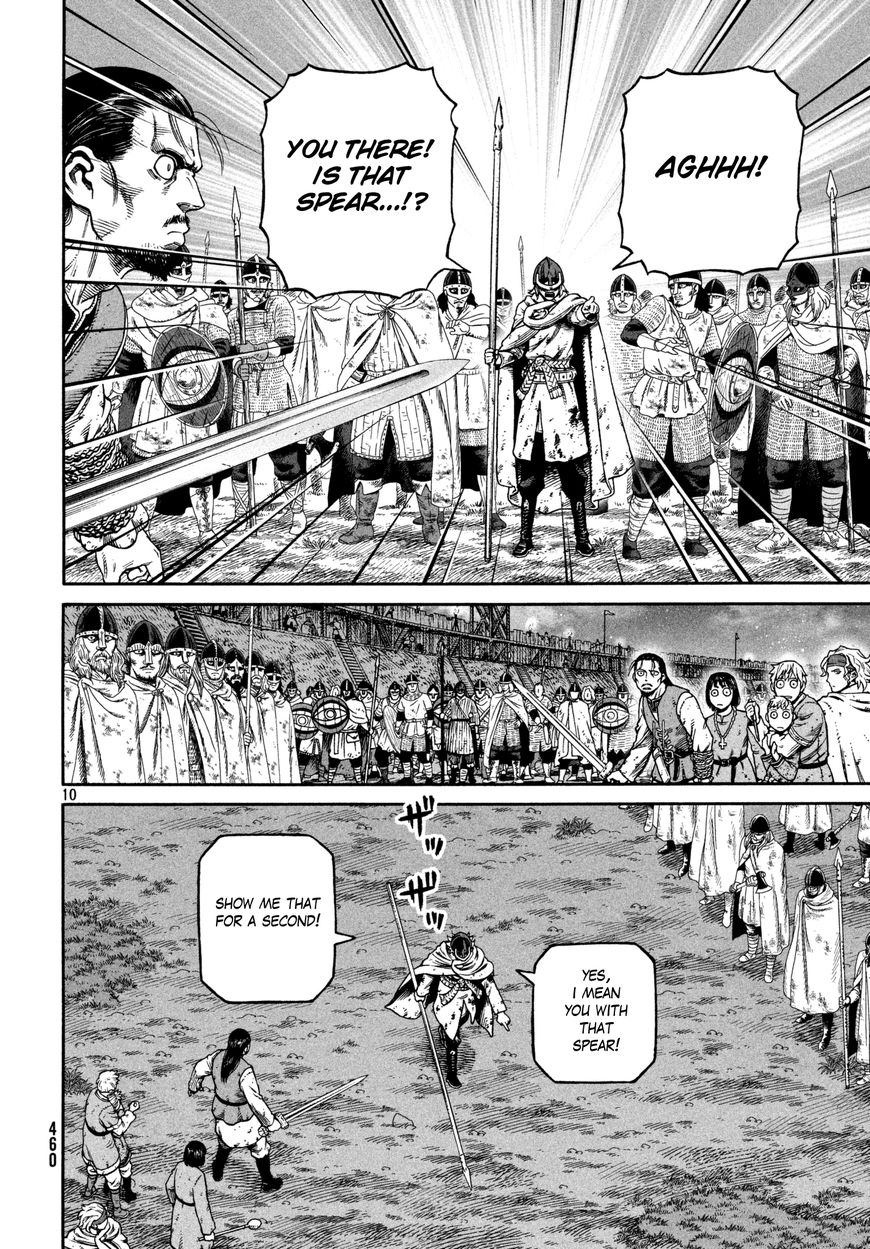 AGHHH!
YOU THERE!
IS THAT
SPEAR...!?
10
ザッ
ザッ
YES,
I MEAN
YOU WITH
THAT
SPEAR!
SHOW ME THAT
FOR A SECOND!
460